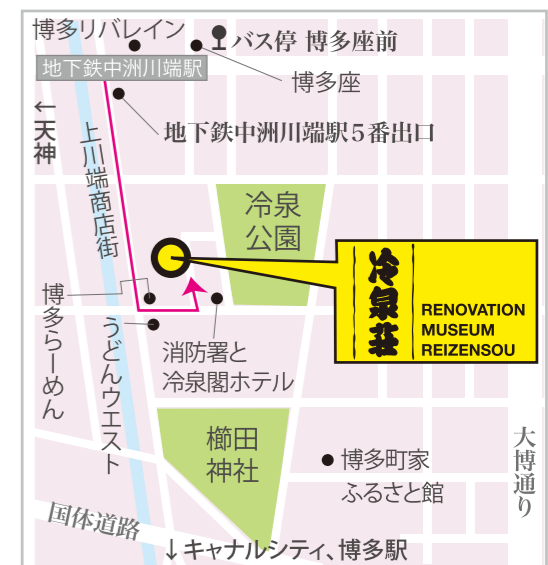 博多リバレイン
バス停 博多座前
地下鉄中洲川端駅
博多座
←天神
地下鉄中洲川端駅5番出口
上川端商店街
冷泉
公園
冷泉荘
RENOVATION
MUSEUM
REIZENSOU
博多らーめん
うどんウエスト
消防署と
冷泉閣ホテル
櫛田
神社
博多町家
ふるさと館
大博通り
国体道路
↓キャナルシティ、博多駅